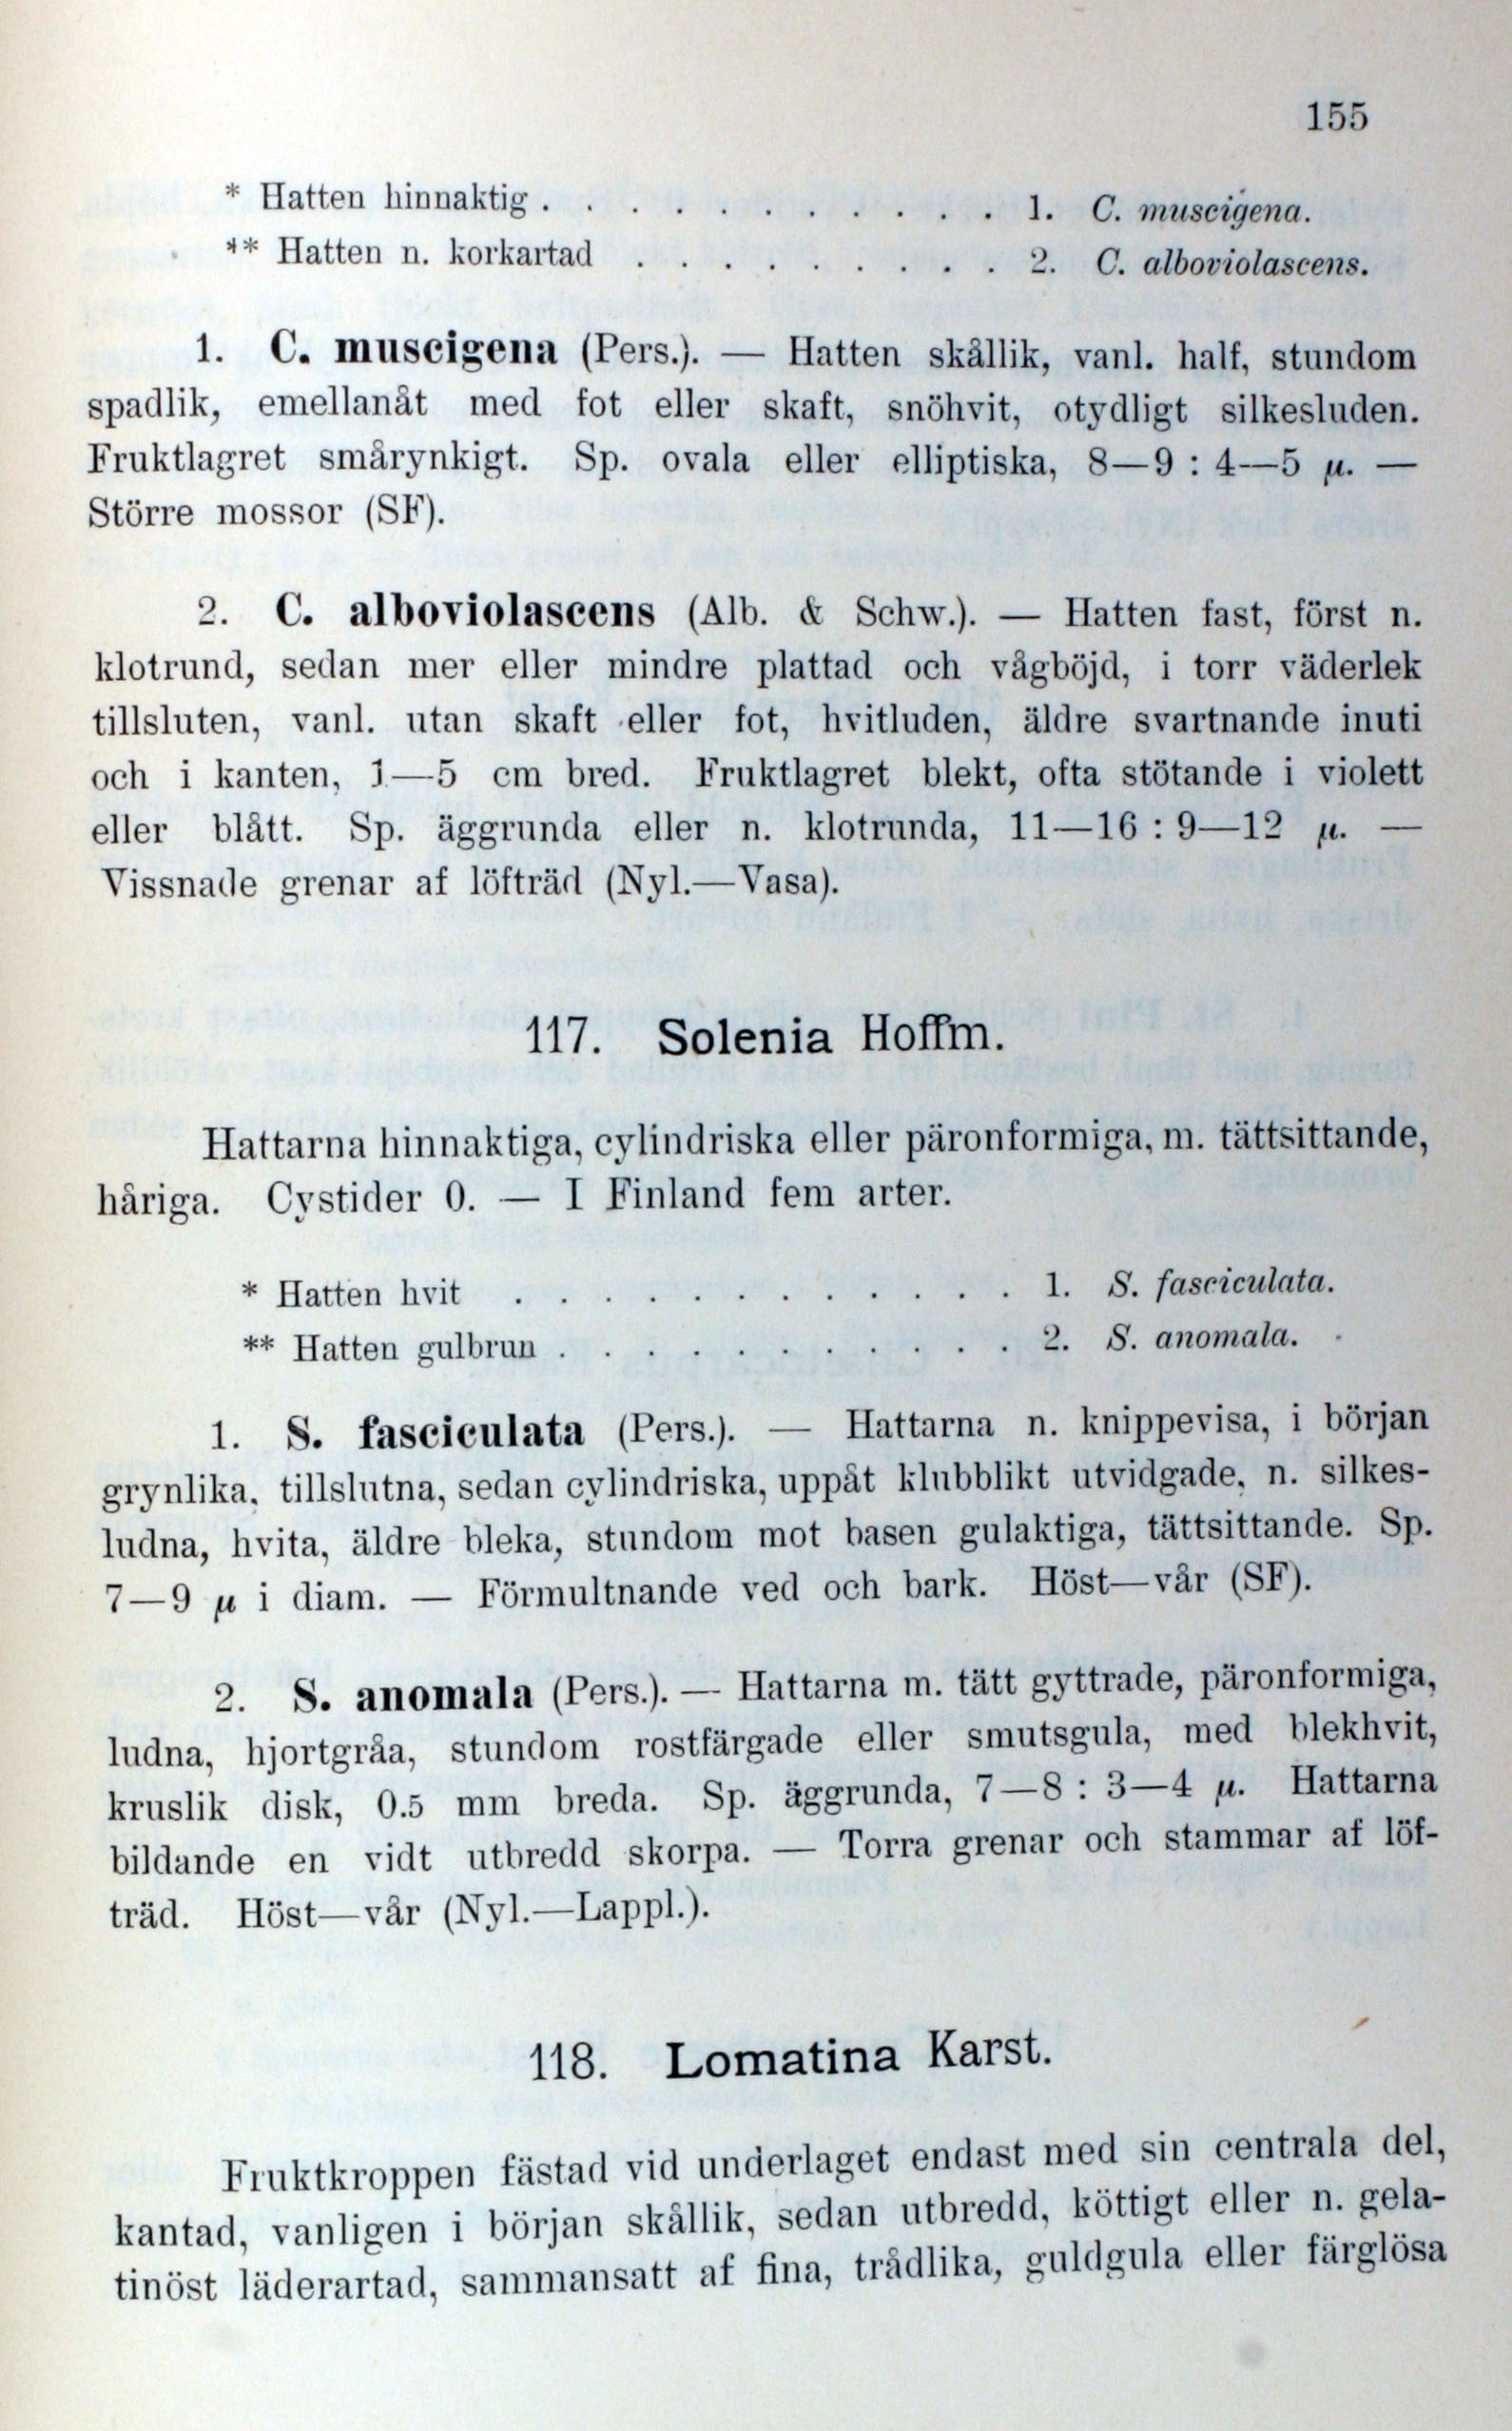 155
* Hatten hinnaktig . . . . . . . . . . . 1. C. muscigena.
** Hatten n. korkartad . . . . . . . . . 2. C. alboviolascens.
1. C. muscigena (Pers.). — Hatten skållik, vanl. half, stundom
spadlik, emellanåt med fot eller skaft, snöhvit, otydligt silkesluden.
Fruktlagret smårynkigt. Sp. ovala eller elliptiska, 8—9 : 4—5 µ. —
Större mossor (SF).
2. C. alboviolascens (Alb. & Schw.). — Hatten fast, först n.
klotrund, sedan mer eller mindre plattad och vågböjd, i torr väderlek
tillsluten, vanl. utan skaft eller fot, hvitluden, äldre svartnande inuti
och i kanten, 1—5 cm bred. Fruktlagret blekt, ofta stötande i violett
eller blått. Sp. äggrunda eller n. klotrunda, 11—16 : 9—12 µ. —
Vissnade grenar af löfträd (Nyl.—Vasa).
117. Solenia Hoffm.
Hattarna hinnaktiga, cylindriska eller päronformiga, m. tättsittande,
håriga. Cystider 0. — I Finland fem arter.
* Hatten hvit . . . . . . . . . . . . 1. S. fasciculata.
** Hatten gulbrun . . . . . . . . . . . 2. S. anomala.
1. S. fasciculata (Pers.). — Hattarna n. knippevisa, i början
grynlika, tillslutna, sedan cylindriska, uppåt klubblikt utvidgade, n. silkes-
ludna, hvita, äldre bleka, stundom mot basen gulaktiga, tättsittande. Sp.
7—9 µ i diam. — Förmultnande ved och bark. Höst—vår (SF).
2. S. anomala (Pers.). — Hattarna m. tätt gyttrade, päronformiga,
ludna, hjortgråa, stundom rostfärgade eller smutsgula, med blekhvit,
kruslik disk, 0.5 mm breda. Sp. äggrunda, 7—8 : 3—4 µ. Hattarna
bildande en vidt utbredd skorpa. — Torra grenar och stammar af löf-
träd. Höst—vår (Nyl.—Lappl.).
118. Lomatina Karst.
Fruktkroppen fästad vid underlaget endast med sin centrala del,
kantad, vanligen i början skållik, sedan utbredd, köttigt eller n. gela-
tinöst läderartad, sammansatt af fina, trådlika, guldgula eller färglösa